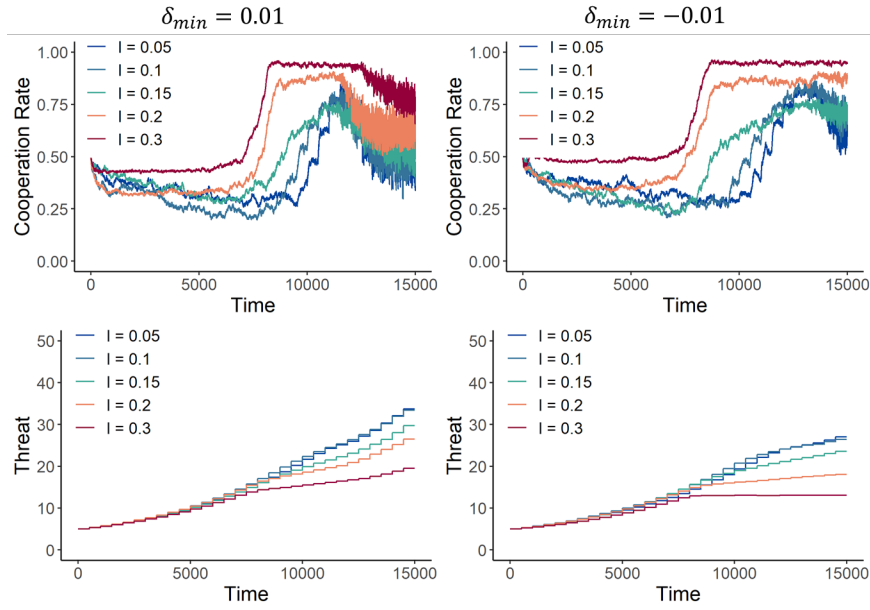 δmin = 0.01
δmin = −0.01
Cooperation Rate
1.00
0.75
0.50
0.25
0.00
I = 0.05
I = 0.1
I = 0.15
I = 0.2
I = 0.3
0
5000
10000
15000
Time
Cooperation Rate
1.00
0.75
0.50
0.25
0.00
I = 0.05
I = 0.1
I = 0.15
I = 0.2
I = 0.3
0
5000
10000
15000
Time
Threat
50
40
30
20
10
0
I = 0.05
I = 0.1
I = 0.15
I = 0.2
I = 0.3
0
5000
10000
15000
Time
Threat
50
40
30
20
10
0
I = 0.05
I = 0.1
I = 0.15
I = 0.2
I = 0.3
0
5000
10000
15000
Time